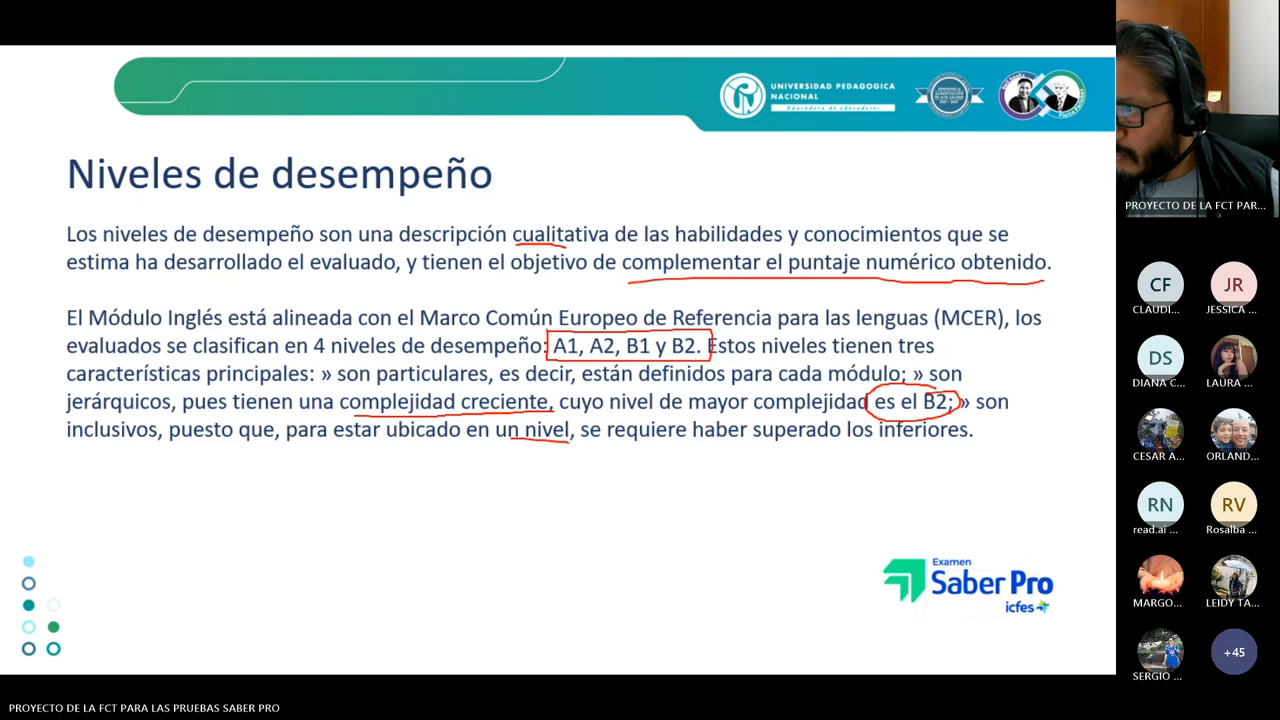 UNIVERSIDAD PEDAGOGICA
NACIONAL
Educadora de educadores
Niveles de desempeño
Los niveles de desempeño son una descripción cualitativa de las habilidades y conocimientos que se
estima ha desarrollado el evaluado, y tienen el objetivo de complementar el puntaje numérico obtenido.
El Módulo Inglés está alineada con el Marco Común Europeo de Referencia para las lenguas (MCER), los
evaluados se clasifican en 4 niveles de desempeño: A1, A2, B1 y B2. Estos niveles tienen tres
características principales: » son particulares, es decir, están definidos para cada módulo; » son
jerárquicos, pues tienen una complejidad creciente, cuyo nivel de mayor complejidad es el B2; » son
inclusivos, puesto que, para estar ubicado en un nivel, se requiere haber superado los inferiores.
Examen
Saber Pro
icfes
PROYECTO DE LA FCT PAR...
CF
CLAUDI...
JR
JESSICA ...
DS
DIANA C...
LAURA ...
CESAR A...
ORLAND...
RN
read.ai ...
RV
Rosalba ...
MARGO...
LEIDY TA...
SERGIO ...
+45
PROYECTO DE LA FCT PARA LAS PRUEBAS SABER PRO